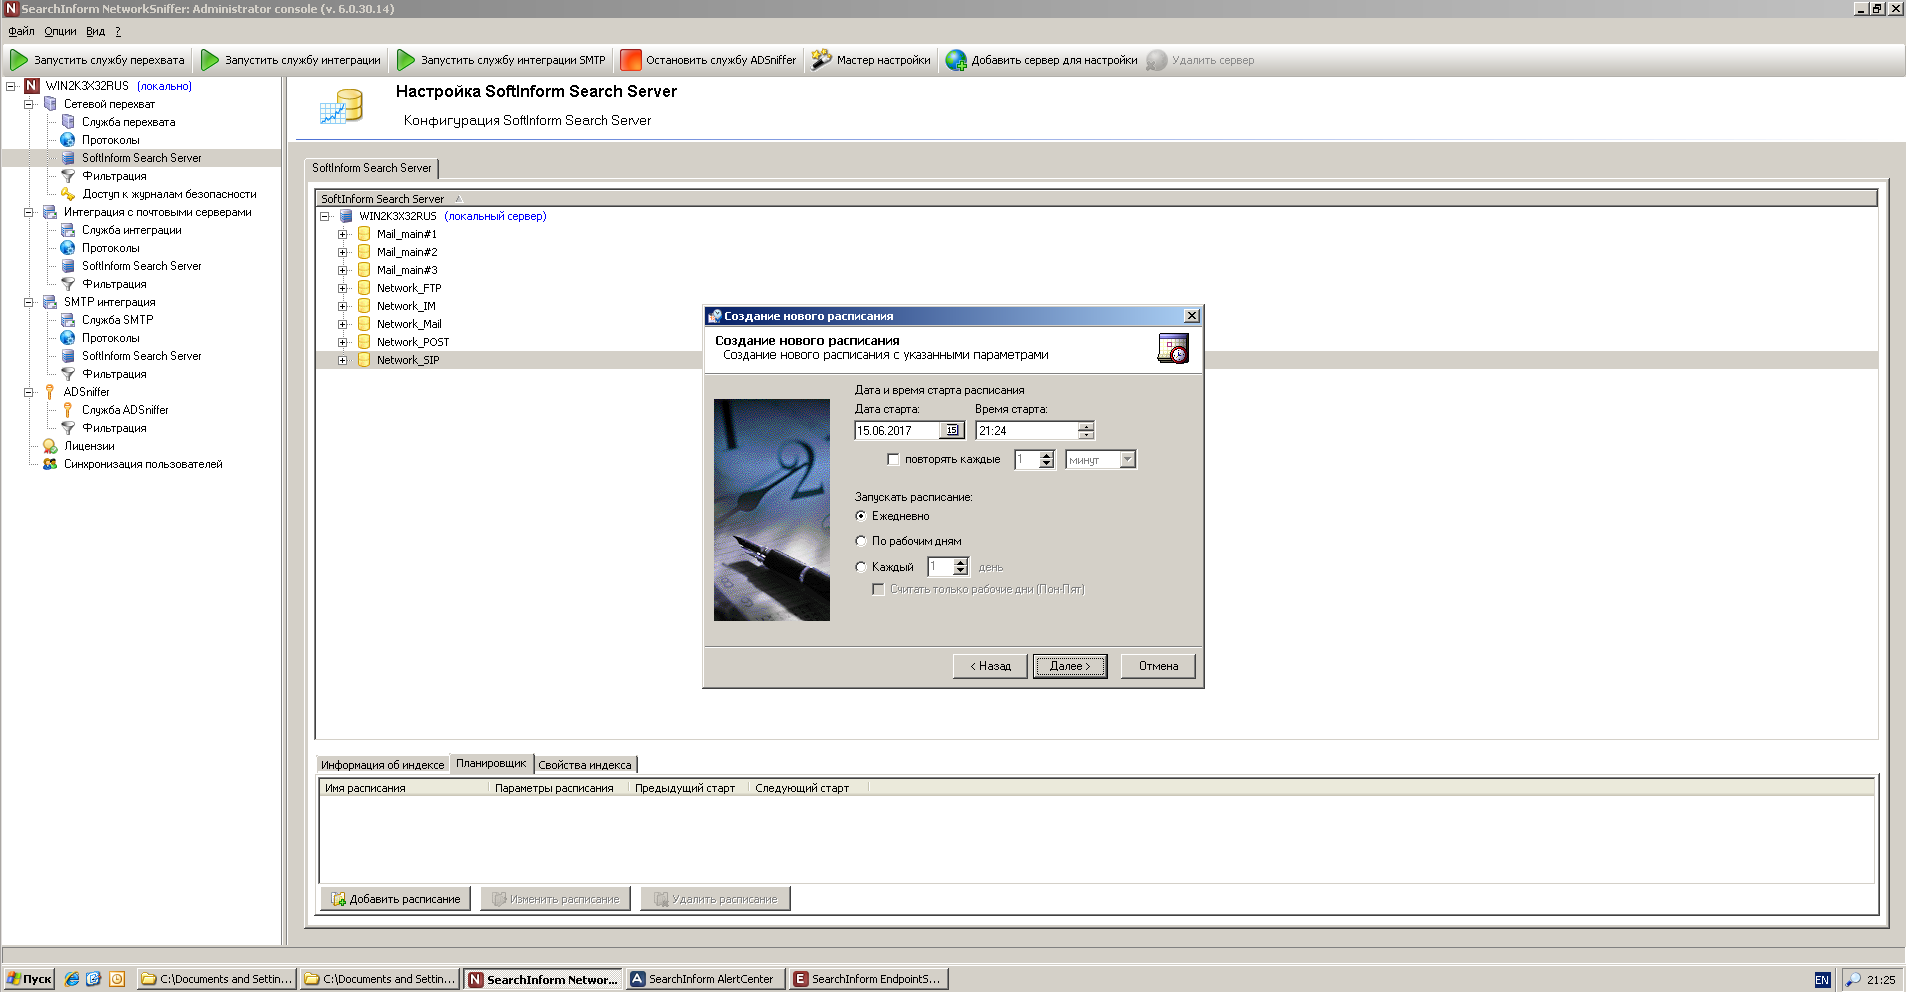 SearchInform NetworkSniffer: Administrator console (v. 6.0.30.14)
Файл Опции Вид ?
Запустить службу перехвата Запустить службу интеграции Запустить службу интеграции SMTP Остановить службу ADSniffer Мастер настройки Добавить сервер для настройки Удалить сервер
WIN2K3X32RUS (локально)
Сетевой перехват
Служба перехвата
Протоколы
SoftInform Search Server
Фильтрация
Доступ к журналам безопасности
Интеграция с почтовыми серверами
Служба интеграции
Протоколы
SoftInform Search Server
Фильтрация
SMTP интеграция
Служба SMTP
Протоколы
SoftInform Search Server
Фильтрация
ADSniffer
Служба ADSniffer
Фильтрация
Лицензии
Синхронизация пользователей
Настройка SoftInform Search Server
Конфигурация SoftInform Search Server
SoftInform Search Server
SoftInform Search Server
WIN2K3X32RUS (локальный сервер)
Mail_main#1
Mail_main#2
Mail_main#3
Network_FTP
Network_IM
Network_Mail
Network_POST
Network_SIP
Создание нового расписания
Создание нового расписания
Создание нового расписания с указанными параметрами
Дата и время старта расписания
Дата старта: Время старта:
15.06.2017 15 21:24
повторять каждые 1 минут
Запускать расписание:
Ежедневно
По рабочим дням
Каждый 1 день
Считать только рабочие дни (Пон-Пят)
< Назад Далее > Отмена
Информация об индексе Планировщик Свойства индекса
Имя расписания Параметры расписания Предыдущий старт Следующий старт
Добавить расписание Изменить расписание Удалить расписание
Пуск C:\Documents and Settin... C:\Documents and Settin... SearchInform Networ... SearchInform AlertCenter SearchInform EndpointS... EN 21:25